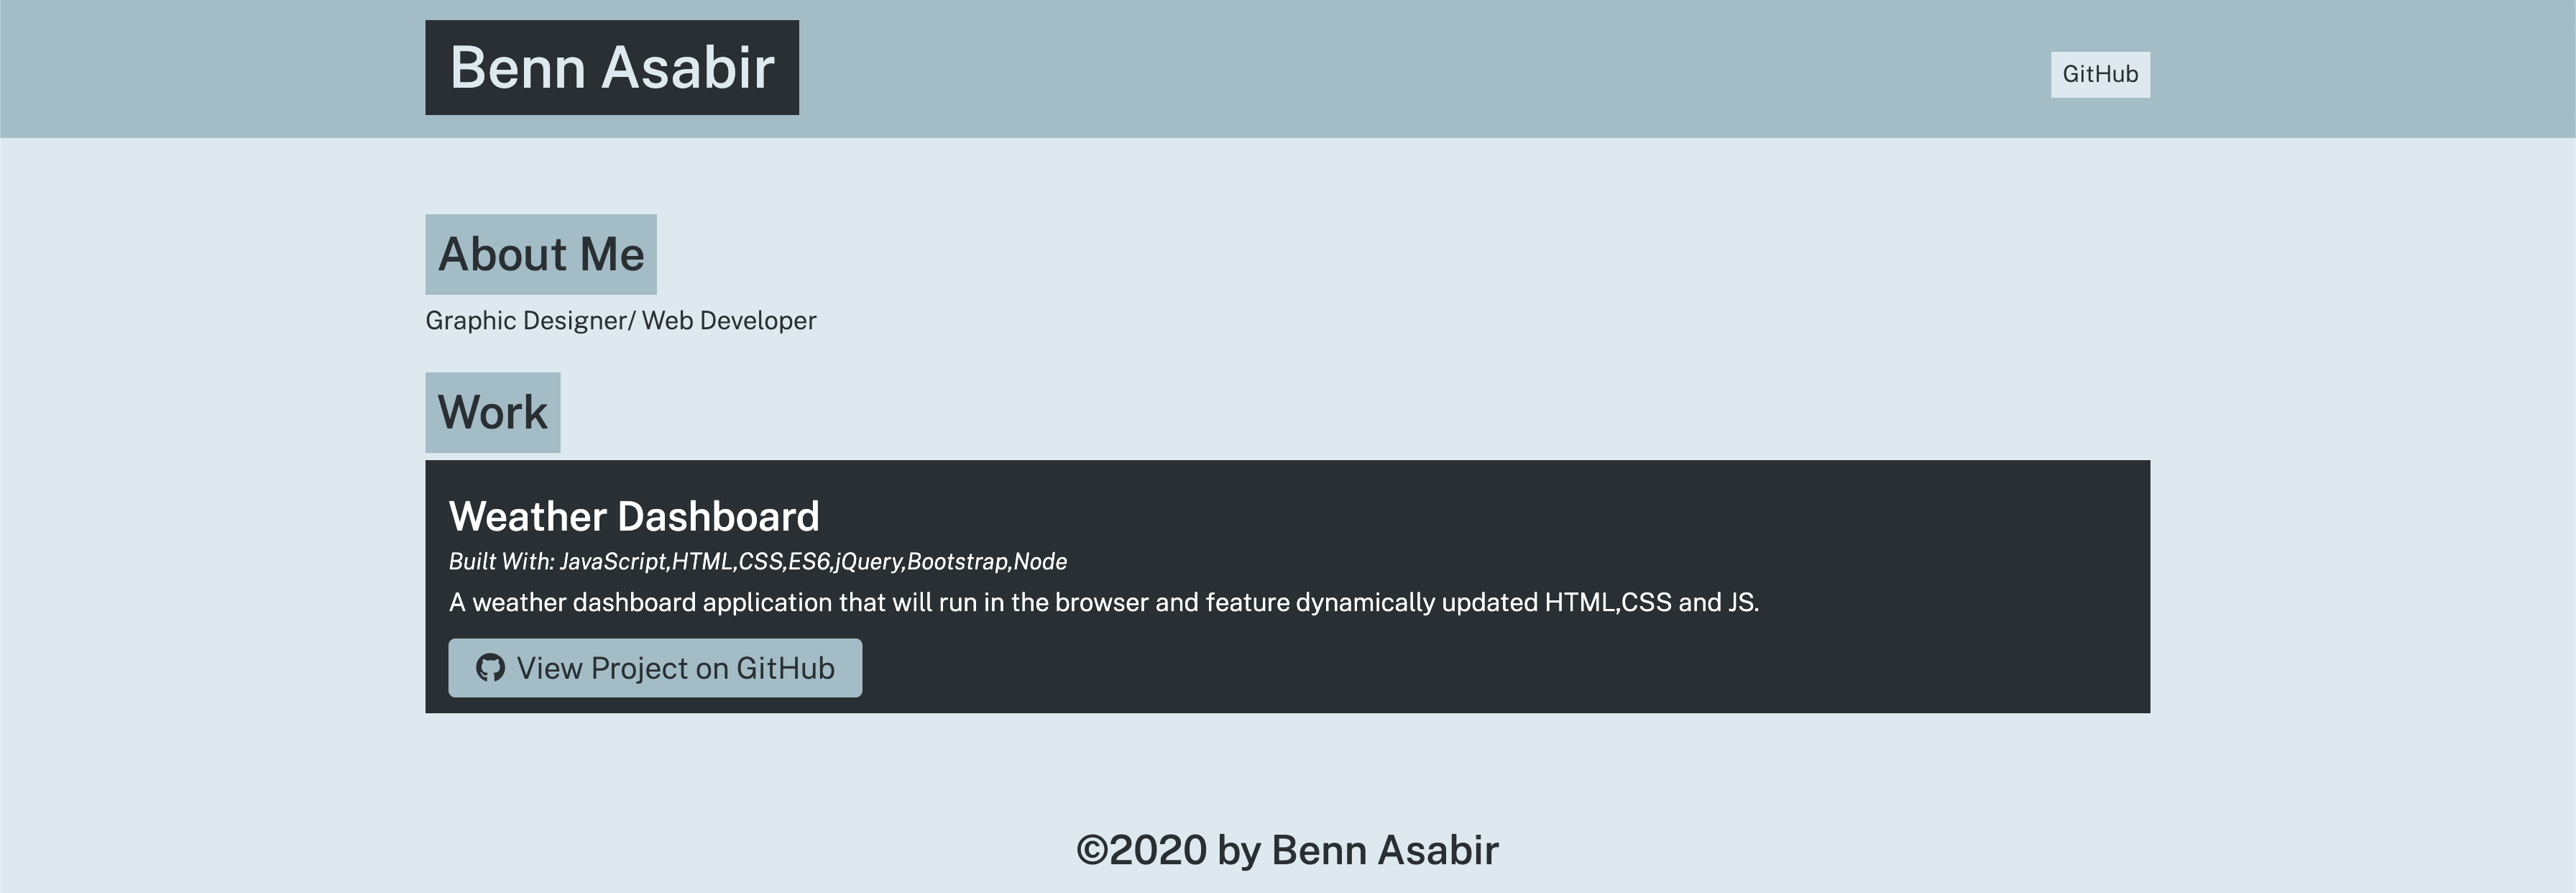 Benn Asabir
GitHub
About Me
Graphic Designer/ Web Developer
Work
Weather Dashboard
Built With: JavaScript,HTML,CSS,ES6,jQuery,Bootstrap,Node
A weather dashboard application that will run in the browser and feature dynamically updated HTML,CSS and JS.
View Project on GitHub
©2020 by Benn Asabir